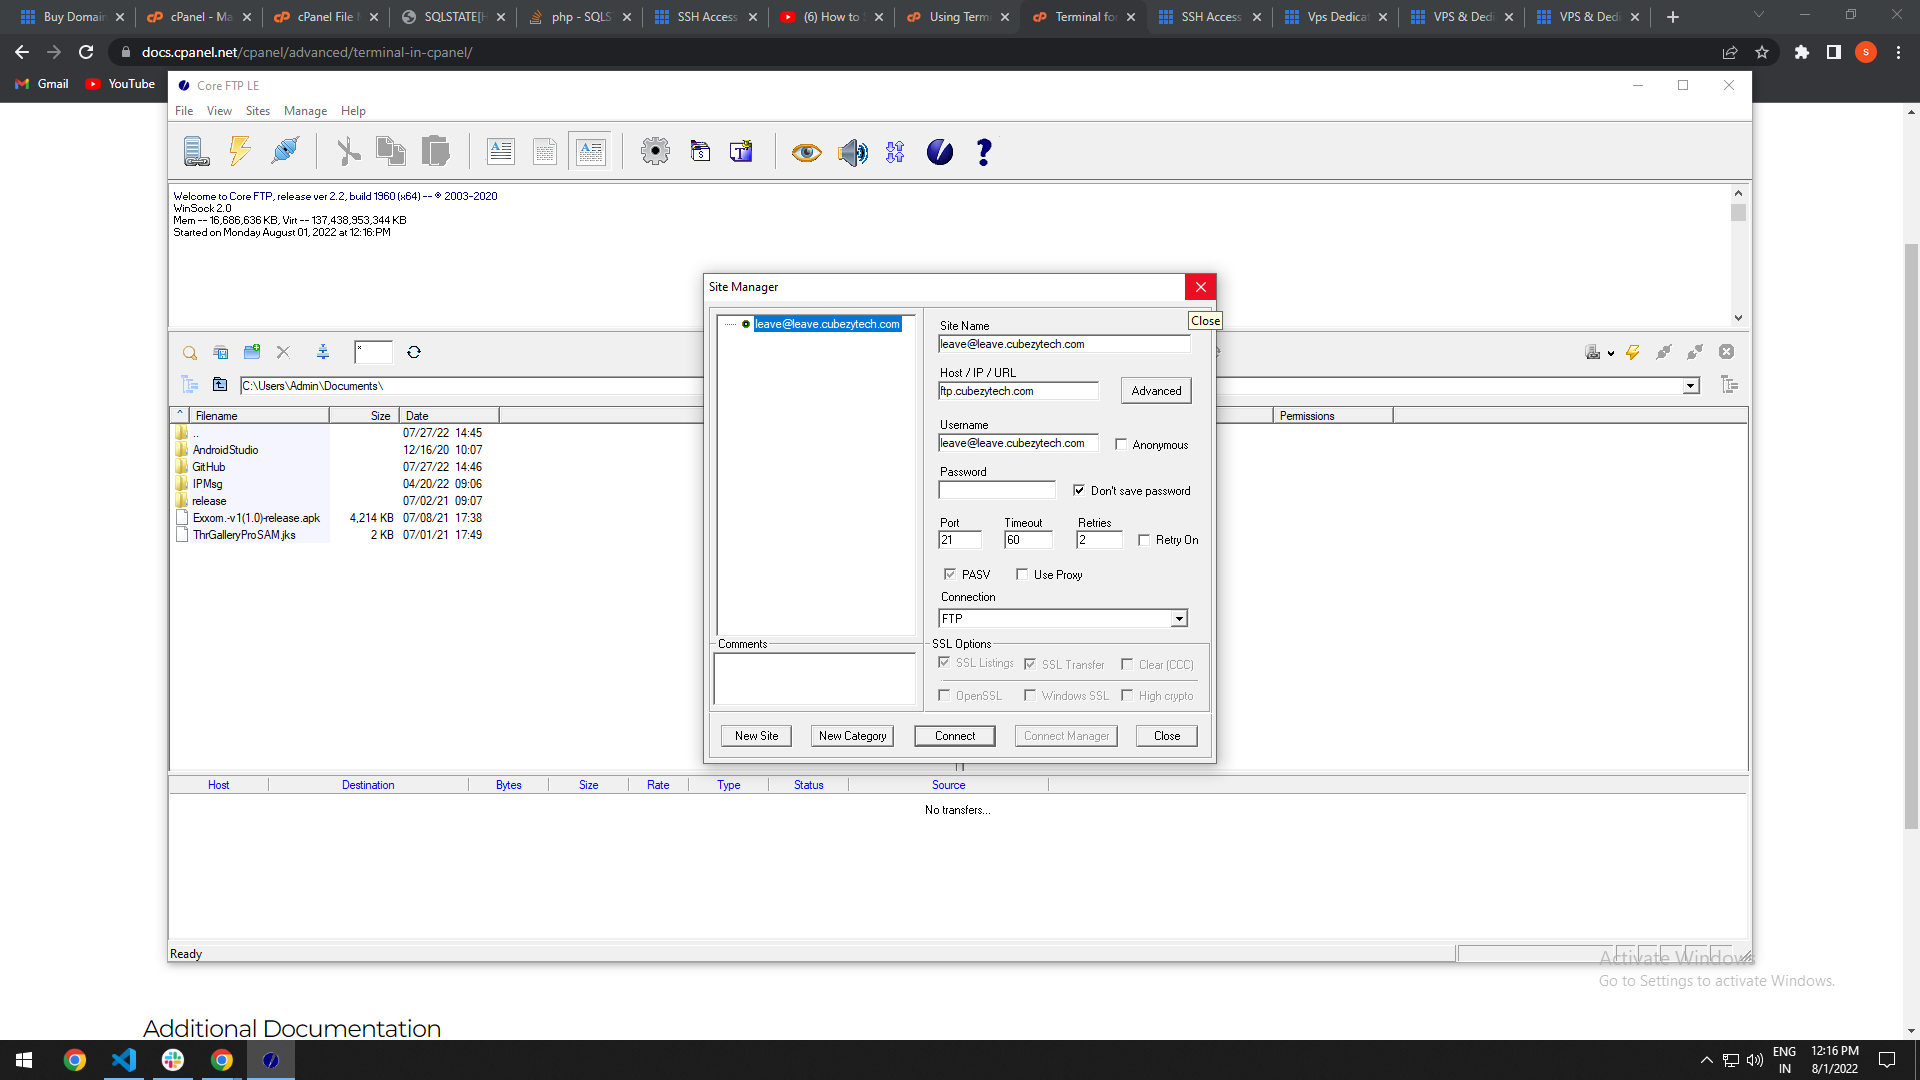 Buy Domain
cPanel - Ma
cPanel File M
SQLSTATE[H
php - SQLS
SSH Access
(6) How to S
Using Termi
Terminal for
SSH Access
Vps Dedicat
VPS & Dedi
VPS & Dedi
docs.cpanel.net/cpanel/advanced/terminal-in-cpanel/
S
Gmail
YouTube
Core FTP LE
File View Sites Manage Help
Welcome to Core FTP, release ver 2.2, build 1960 (x64) -- © 2003-2020
WinSock 2.0
Mem -- 16,686,636 KB, Virt -- 137,438,953,344 KB
Started on Monday August 01, 2022 at 12:16:PM
C:\Users\Admin\Documents\
Filename Size Date
.. 07/27/22 14:45
AndroidStudio 12/16/20 10:07
GitHub 07/27/22 14:46
IPMsg 04/20/22 09:06
release 07/02/21 09:07
Exxom.-v1(1.0)-release.apk 4,214 KB 07/08/21 17:38
ThrGalleryProSAM.jks 2 KB 07/01/21 17:49
Permissions
Site Manager
Close
leave@leave.cubezytech.com
Site Name
leave@leave.cubezytech.com
Host / IP / URL
ftp.cubezytech.com
Advanced
Username
leave@leave.cubezytech.com
Anonymous
Password
Don't save password
Port Timeout Retries
21 60 2 Retry On
PASV Use Proxy
Connection
FTP
Comments
SSL Options
SSL Listings SSL Transfer Clear (CCC)
OpenSSL Windows SSL High crypto
New Site New Category Connect Connect Manager Close
Host Destination Bytes Size Rate Type Status Source
No transfers...
Ready
Activate Windows
Go to Settings to activate Windows.
Additional Documentation
ENG
IN
12:16 PM
8/1/2022